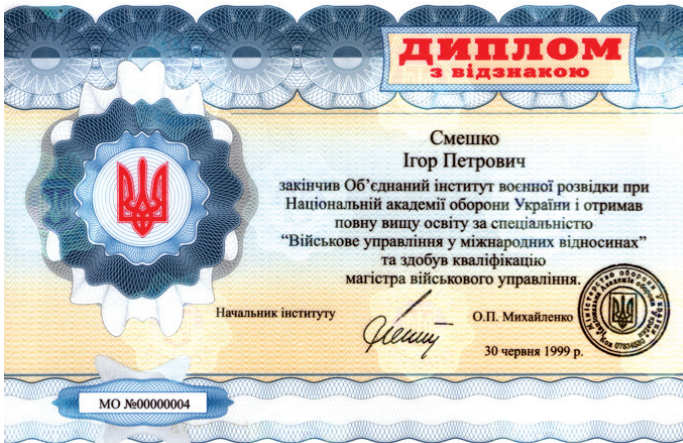 ДИПЛОМ
з відзнакою
Смешко
Ігор Петрович
закінчив Об’єднаний інститут воєнної розвідки при
Національній академії оборони України і отримав
повну вищу освіту за спеціальністю
“Військове управління у міжнародних відносинах”
та здобув кваліфікацію
магістра військового управління.
Начальник інституту
О.П. Михайленко
30 червня 1999 р.
МО №00000004